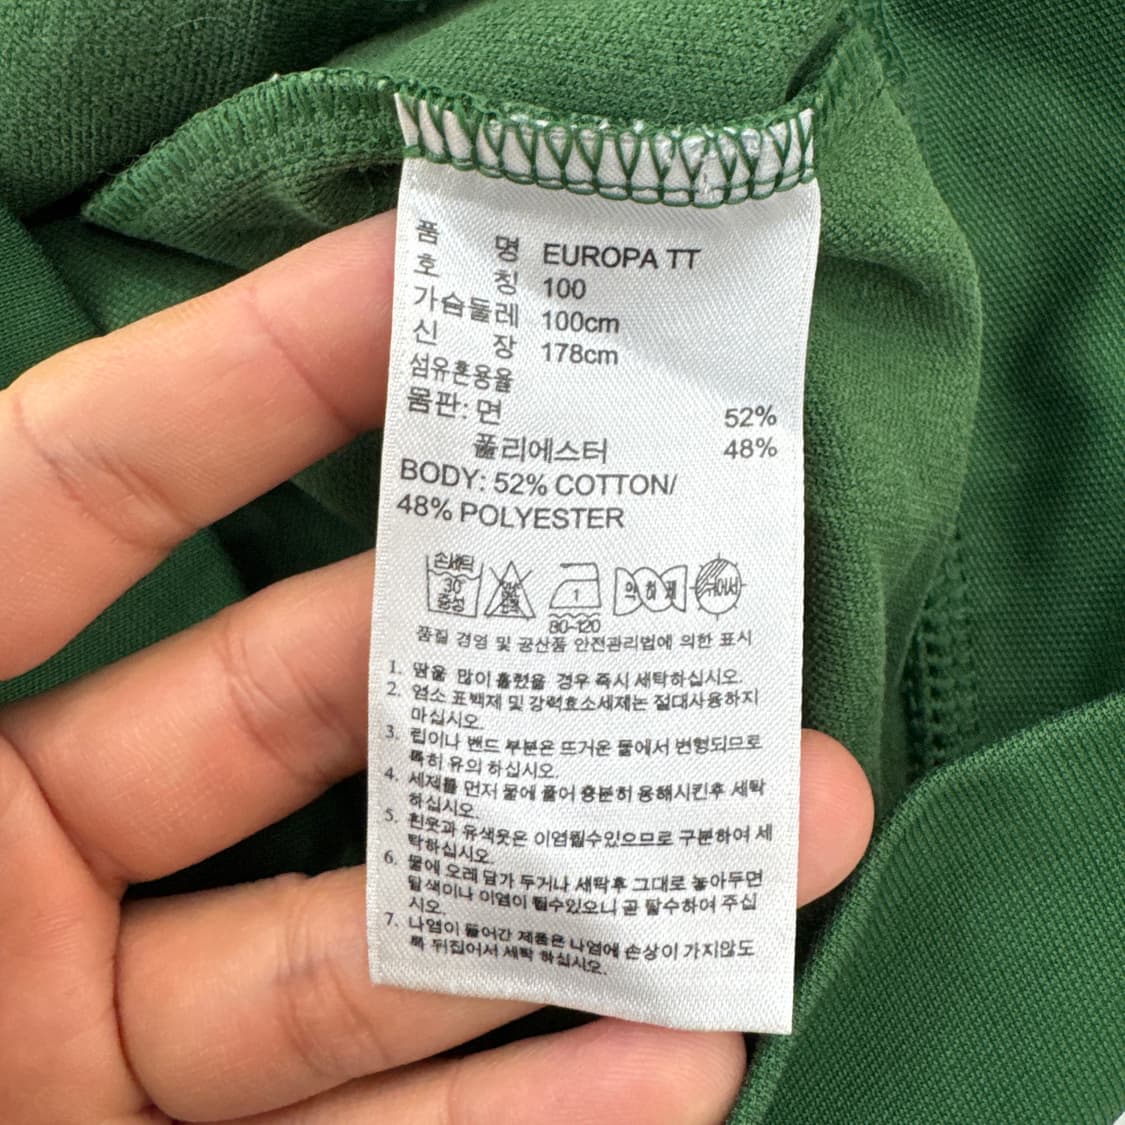 품 명 EUROPA TT
호 칭 100
가슴둘레 100cm
신 장 178cm
섬유혼용율
몸판: 면 52%
폴리에스터 48%
BODY: 52% COTTON/
48% POLYESTER
손세탁
30
중성
1
80-120
약하게
품질 경영 및 공산품 안전관리법에 의한 표시
1. 땀을 많이 흘렸을 경우 즉시 세탁하십시오.
2. 염소 표백제 및 강력효소세제는 절대사용하지
마십시오.
3. 립이나 밴드 부분은 뜨거운 물에서 변형되므로
특히 유의 하십시오.
4. 세제를 먼저 물에 풀어 충분히 용해시킨후 세탁
하십시오.
5. 흰옷과 유색옷은 이염될수있으므로 구분하여 세
탁하십시오.
6. 물에 오래 담가 두거나 세탁후 그대로 놓아두면
탈색이나 이염이 될수있으니 곧 탈수하여 주십
시오.
7. 나염이 들어간 제품은 나염에 손상이 가지않도
록 뒤집어서 세탁 하십시오.